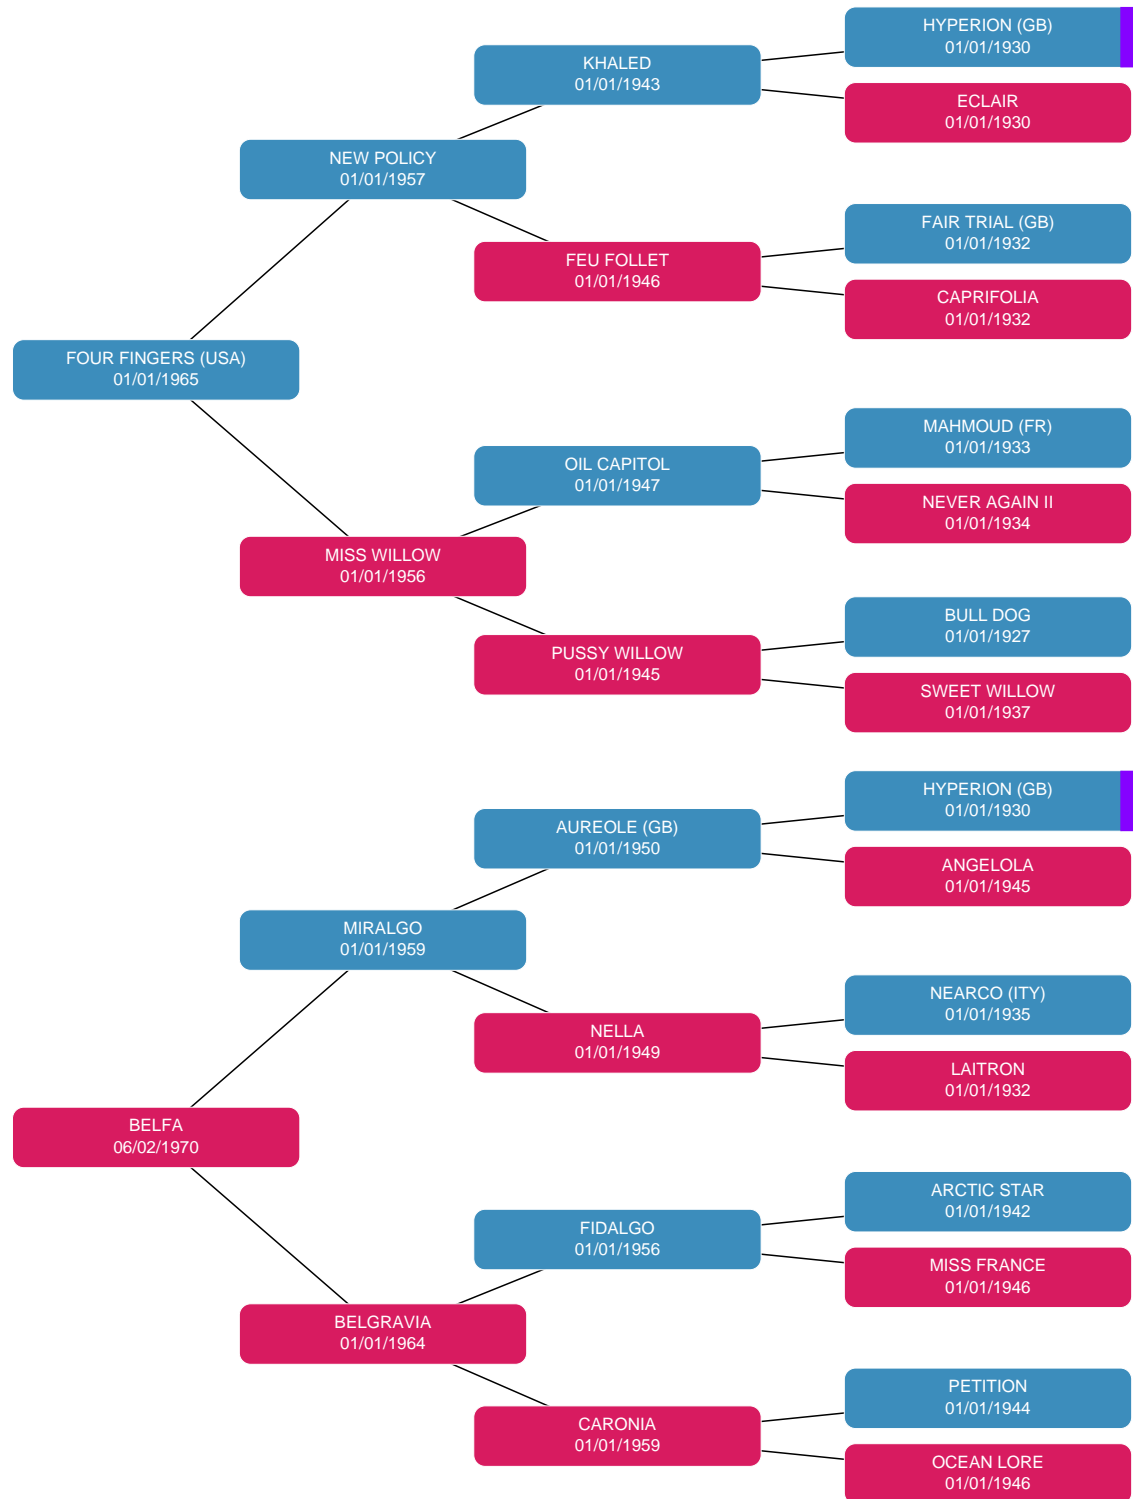 HYPERION (GB)
01/01/1930
KHALED
01/01/1943
ECLAIR
01/01/1930
NEW POLICY
01/01/1957
FAIR TRIAL (GB)
01/01/1932
FEU FOLLET
01/01/1946
CAPRIFOLIA
01/01/1932
FOUR FINGERS (USA)
01/01/1965
MAHMOUD (FR)
01/01/1933
OIL CAPITOL
01/01/1947
NEVER AGAIN II
01/01/1934
MISS WILLOW
01/01/1956
BULL DOG
01/01/1927
PUSSY WILLOW
01/01/1945
SWEET WILLOW
01/01/1937
HYPERION (GB)
01/01/1930
AUREOLE (GB)
01/01/1950
ANGELOLA
01/01/1945
MIRALGO
01/01/1959
NEARCO (ITY)
01/01/1935
NELLA
01/01/1949
LAITRON
01/01/1932
BELFA
06/02/1970
ARCTIC STAR
01/01/1942
FIDALGO
01/01/1956
MISS FRANCE
01/01/1946
BELGRAVIA
01/01/1964
PETITION
01/01/1944
CARONIA
01/01/1959
OCEAN LORE
01/01/1946